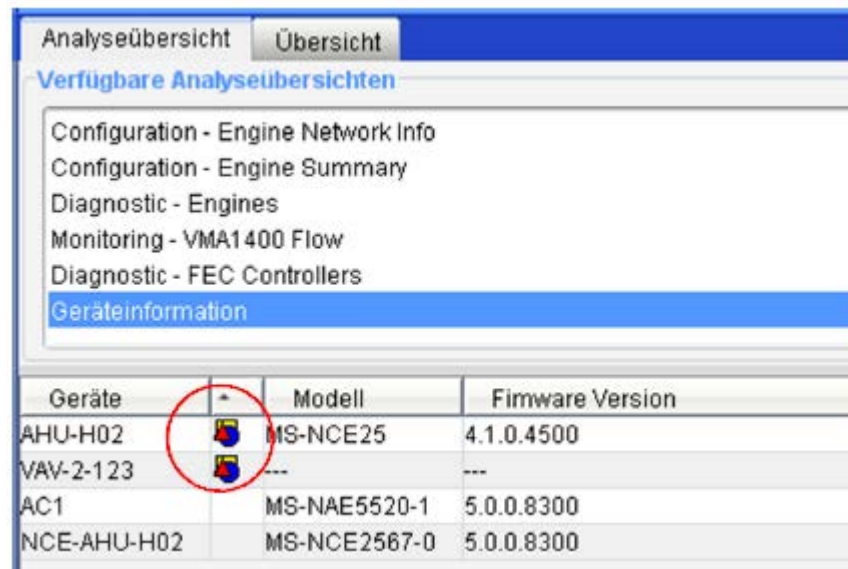 Analyseübersicht Übersicht
Verfügbare Analyseübersichten
Configuration - Engine Network Info
Configuration - Engine Summary
Diagnostic - Engines
Monitoring - VMA1400 Flow
Diagnostic - FEC Controllers
Geräteinformation
Geräte Modell Fimware Version
AHU-H02 MS-NCE25 4.1.0.4500
VAV-2-123 --- ---
AC1 MS-NAE5520-1 5.0.0.8300
NCE-AHU-H02 MS-NCE2567-0 5.0.0.8300